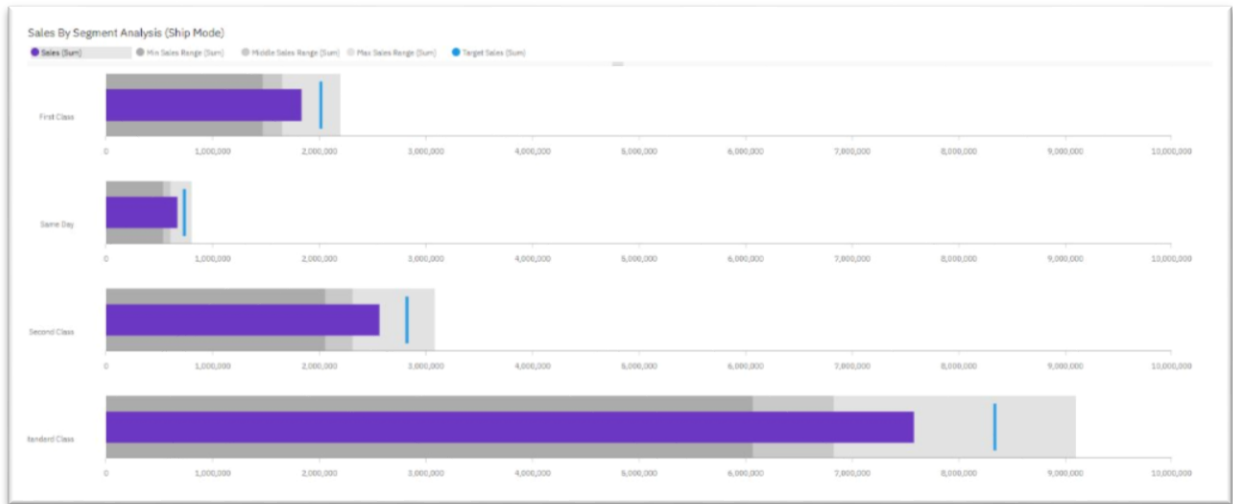 Sales By Segment Analysis (Ship Mode)
Sales (Sum) Min Sales Range (Sum) Middle Sales Range (Sum) Max Sales Range (Sum) Target Sales (Sum)
First Class
0 1,000,000 2,000,000 3,000,000 4,000,000 5,000,000 6,000,000 7,000,000 8,000,000 9,000,000 10,000,000
Same Day
0 1,000,000 2,000,000 3,000,000 4,000,000 5,000,000 6,000,000 7,000,000 8,000,000 9,000,000 10,000,000
Second Class
0 1,000,000 2,000,000 3,000,000 4,000,000 5,000,000 6,000,000 7,000,000 8,000,000 9,000,000 10,000,000
tandard Class
0 1,000,000 2,000,000 3,000,000 4,000,000 5,000,000 6,000,000 7,000,000 8,000,000 9,000,000 10,000,000